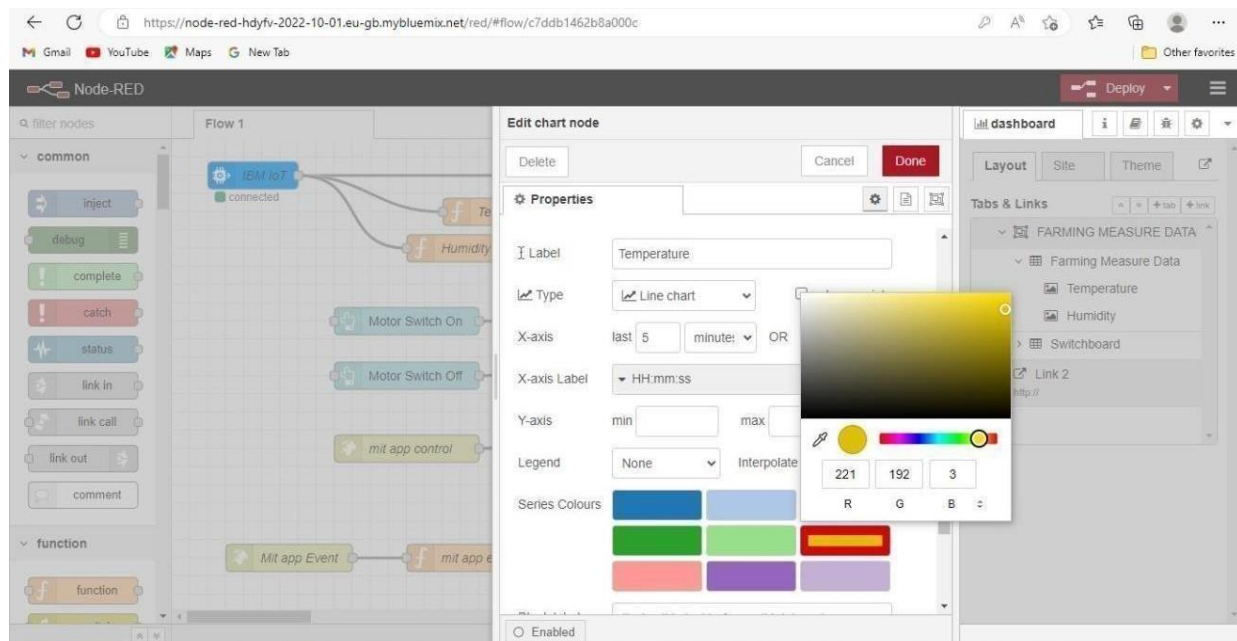 https://node-red-hdyfv-2022-10-01.eu-gb.mybluemix.net/red/#flow/c7ddb1462b8a000c
Gmail YouTube Maps New Tab Other favorites
Node-RED Deploy
filter nodes
Flow 1
common
inject
debug
complete
catch
status
link in
link call
link out
comment
function
function
IBM IoT
connected
Te
Humidity
Motor Switch On
Motor Switch Off
mit app control
Mit app Event
mit app e
Edit chart node
Delete Cancel Done
Properties
Label Temperature
Type Line chart
X-axis last 5 minutes OR
X-axis Label HH:mm:ss
Y-axis min max
Legend None Interpolate
Series Colours
221 192 3
R G B
Enabled
dashboard
i
Layout Site Theme
Tabs & Links
tab link
FARMING MEASURE DATA
Farming Measure Data
Temperature
Humidity
Switchboard
Link 2
http://